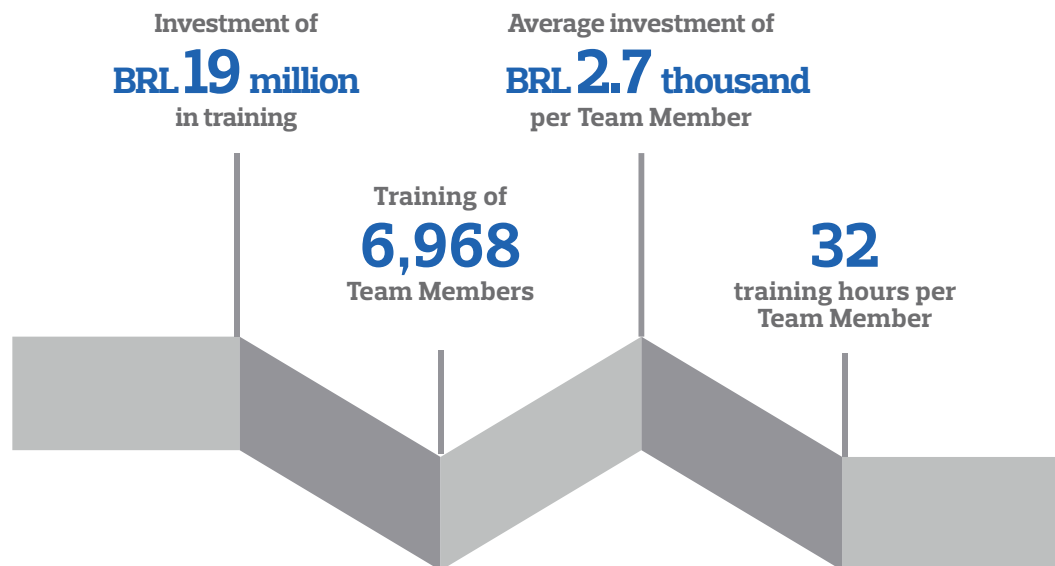 Investment of
BRL 19 million
in training
Average investment of
BRL 2.7 thousand
per Team Member
Training of
6,968
Team Members
32
training hours per
Team Member